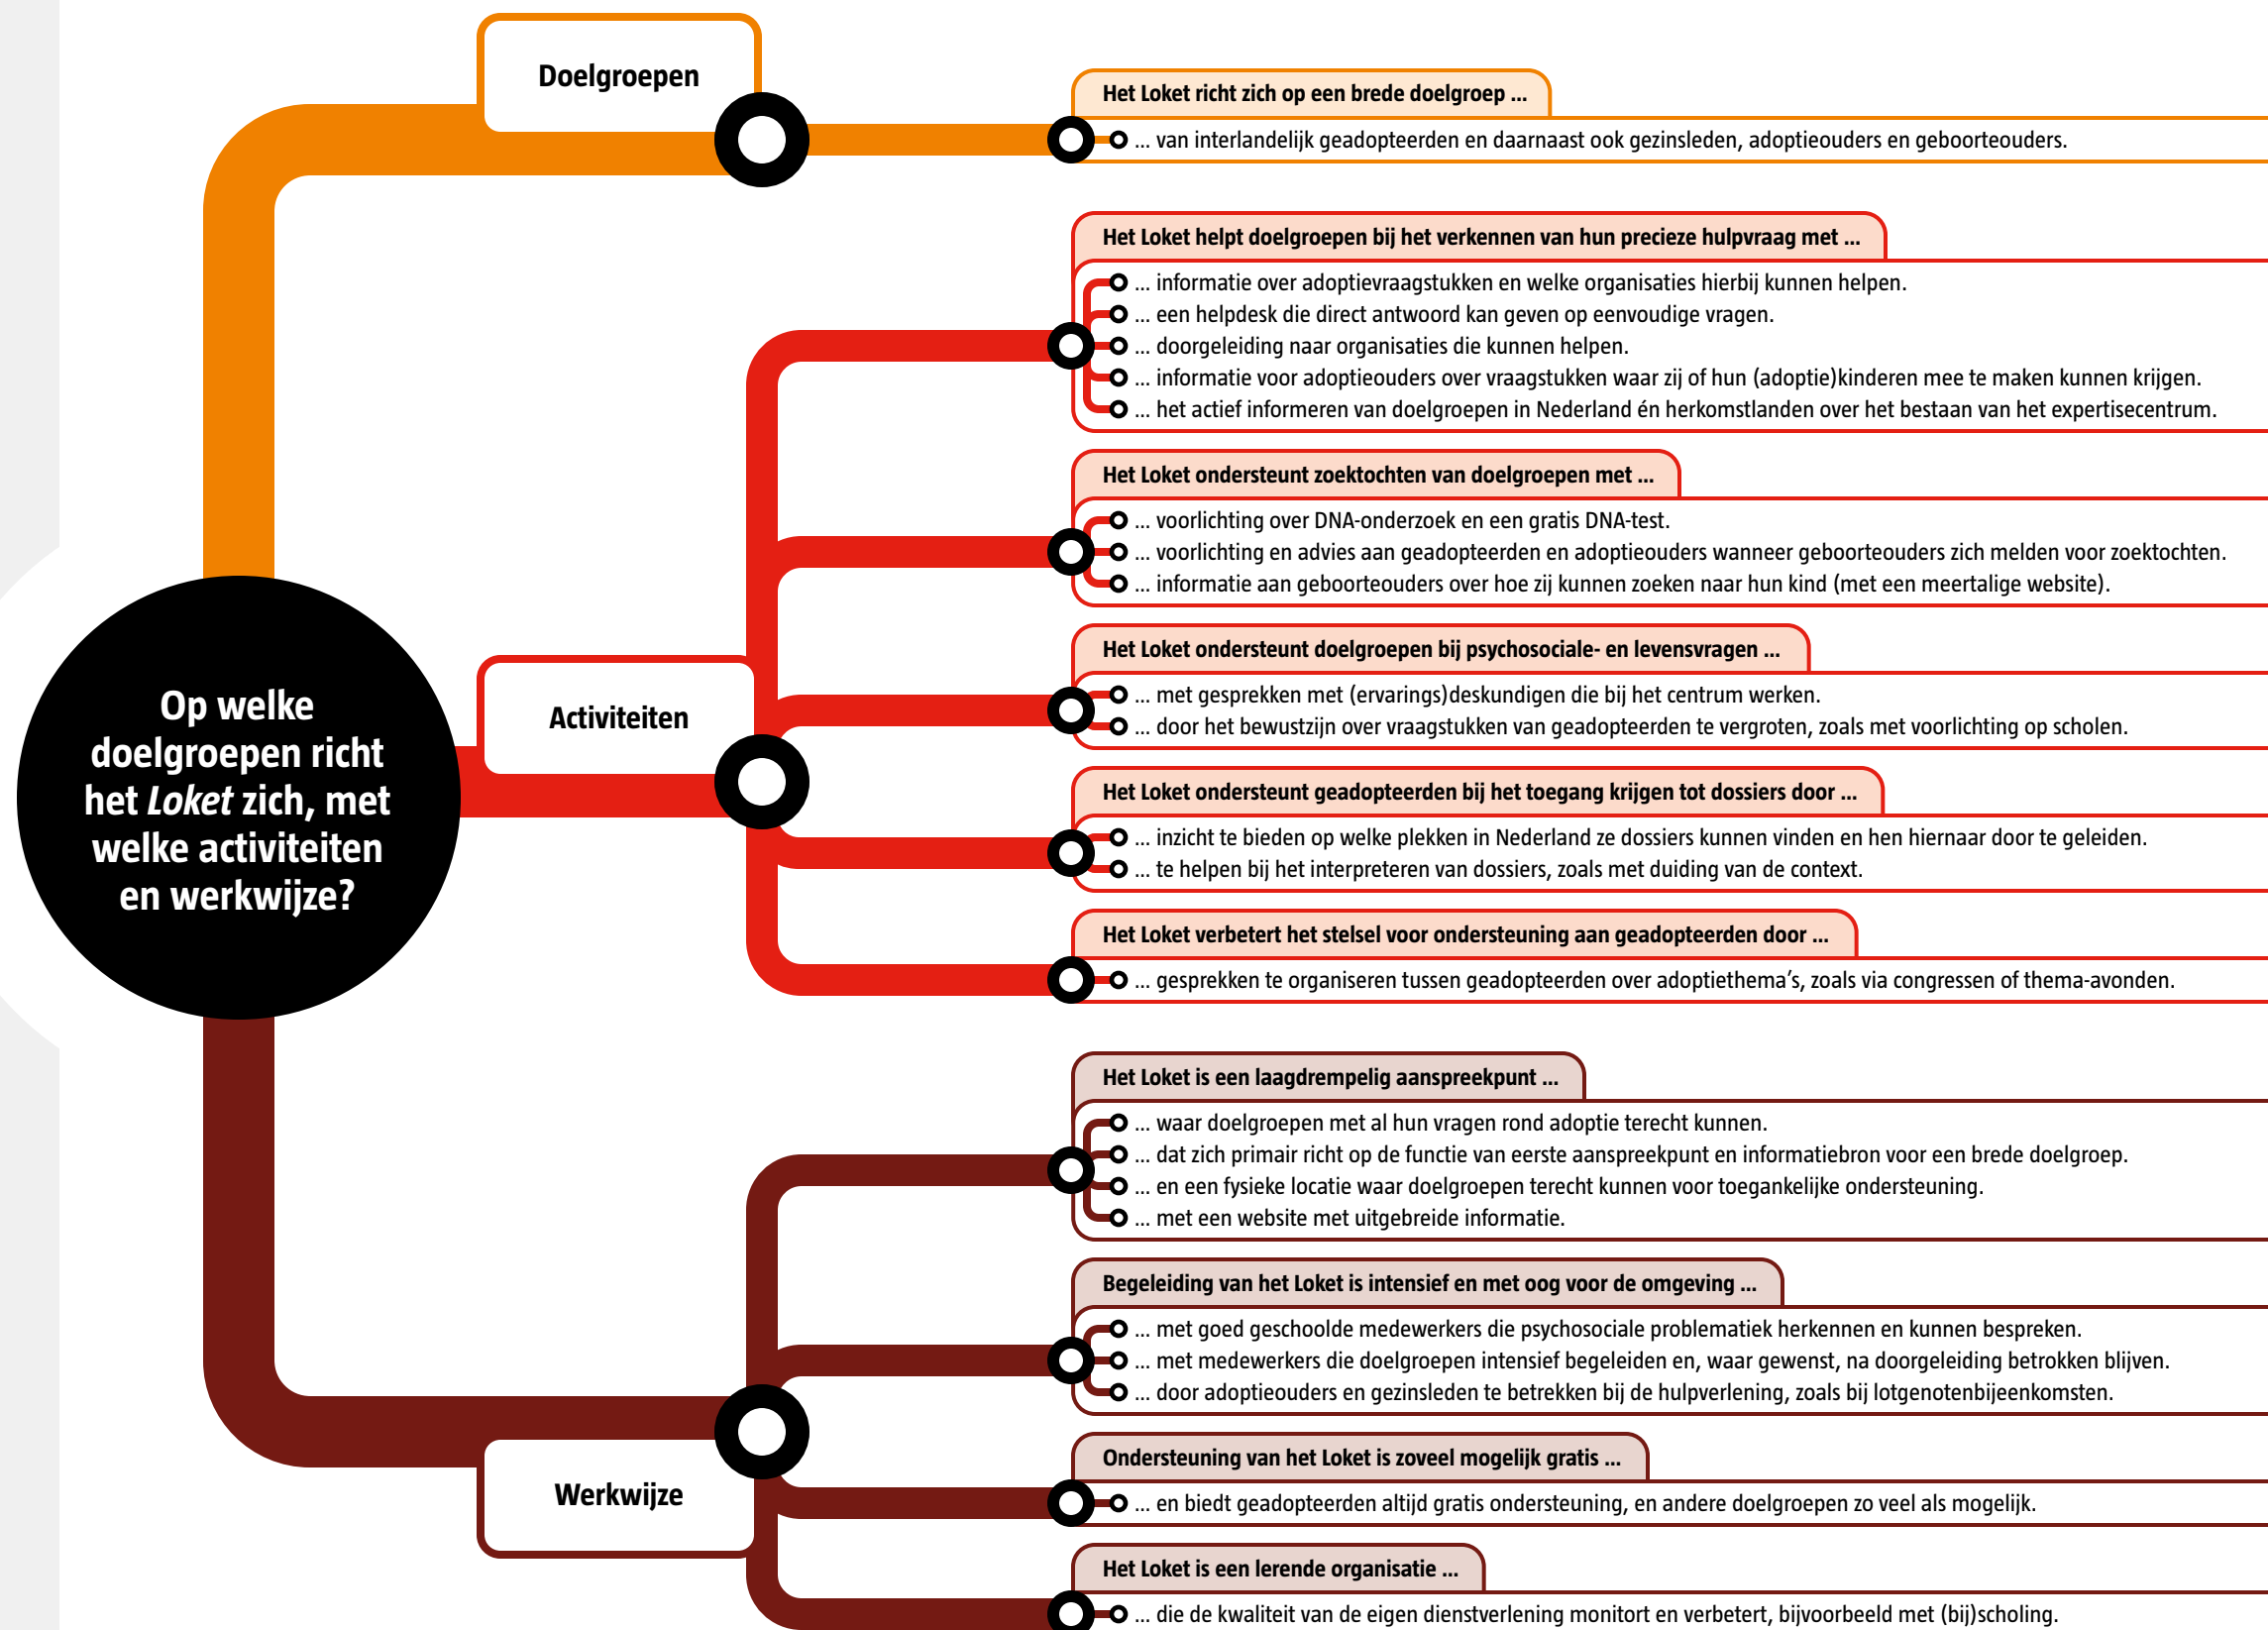 Op welke
doelgroepen richt
het Loket zich, met
welke activiteiten
en werkwijze?
Doelgroepen
Het Loket richt zich op een brede doelgroep ...
... van interlandelijk geadopteerden en daarnaast ook gezinsleden, adoptieouders en geboorteouders.
Activiteiten
Het Loket helpt doelgroepen bij het verkennen van hun precieze hulpvraag met ...
... informatie over adoptievraagstukken en welke organisaties hierbij kunnen helpen.
... een helpdesk die direct antwoord kan geven op eenvoudige vragen.
... doorgeleiding naar organisaties die kunnen helpen.
... informatie voor adoptieouders over vraagstukken waar zij of hun (adoptie)kinderen mee te maken kunnen krijgen.
... het actief informeren van doelgroepen in Nederland én herkomstlanden over het bestaan van het expertisecentrum.
Het Loket ondersteunt zoektochten van doelgroepen met ...
... voorlichting over DNA-onderzoek en een gratis DNA-test.
... voorlichting en advies aan geadopteerden en adoptieouders wanneer geboorteouders zich melden voor zoektochten.
... informatie aan geboorteouders over hoe zij kunnen zoeken naar hun kind (met een meertalige website).
Het Loket ondersteunt doelgroepen bij psychosociale- en levensvragen ...
... met gesprekken met (ervarings)deskundigen die bij het centrum werken.
... door het bewustzijn over vraagstukken van geadopteerden te vergroten, zoals met voorlichting op scholen.
Het Loket ondersteunt geadopteerden bij het toegang krijgen tot dossiers door ...
... inzicht te bieden op welke plekken in Nederland ze dossiers kunnen vinden en hen hiernaar door te geleiden.
... te helpen bij het interpreteren van dossiers, zoals met duiding van de context.
Het Loket verbetert het stelsel voor ondersteuning aan geadopteerden door ...
... gesprekken te organiseren tussen geadopteerden over adoptiethema's, zoals via congressen of thema-avonden.
Werkwijze
Het Loket is een laagdrempelig aanspreekpunt ...
... waar doelgroepen met al hun vragen rond adoptie terecht kunnen.
... dat zich primair richt op de functie van eerste aanspreekpunt en informatiebron voor een brede doelgroep.
... en een fysieke locatie waar doelgroepen terecht kunnen voor toegankelijke ondersteuning.
... met een website met uitgebreide informatie.
Begeleiding van het Loket is intensief en met oog voor de omgeving ...
... met goed geschoolde medewerkers die psychosociale problematiek herkennen en kunnen bespreken.
... met medewerkers die doelgroepen intensief begeleiden en, waar gewenst, na doorgeleiding betrokken blijven.
... door adoptieouders en gezinsleden te betrekken bij de hulpverlening, zoals bij lotgenotenbijeenkomsten.
Ondersteuning van het Loket is zoveel mogelijk gratis ...
... en biedt geadopteerden altijd gratis ondersteuning, en andere doelgroepen zo veel als mogelijk.
Het Loket is een lerende organisatie ...
... die de kwaliteit van de eigen dienstverlening monitort en verbetert, bijvoorbeeld met (bij)scholing.